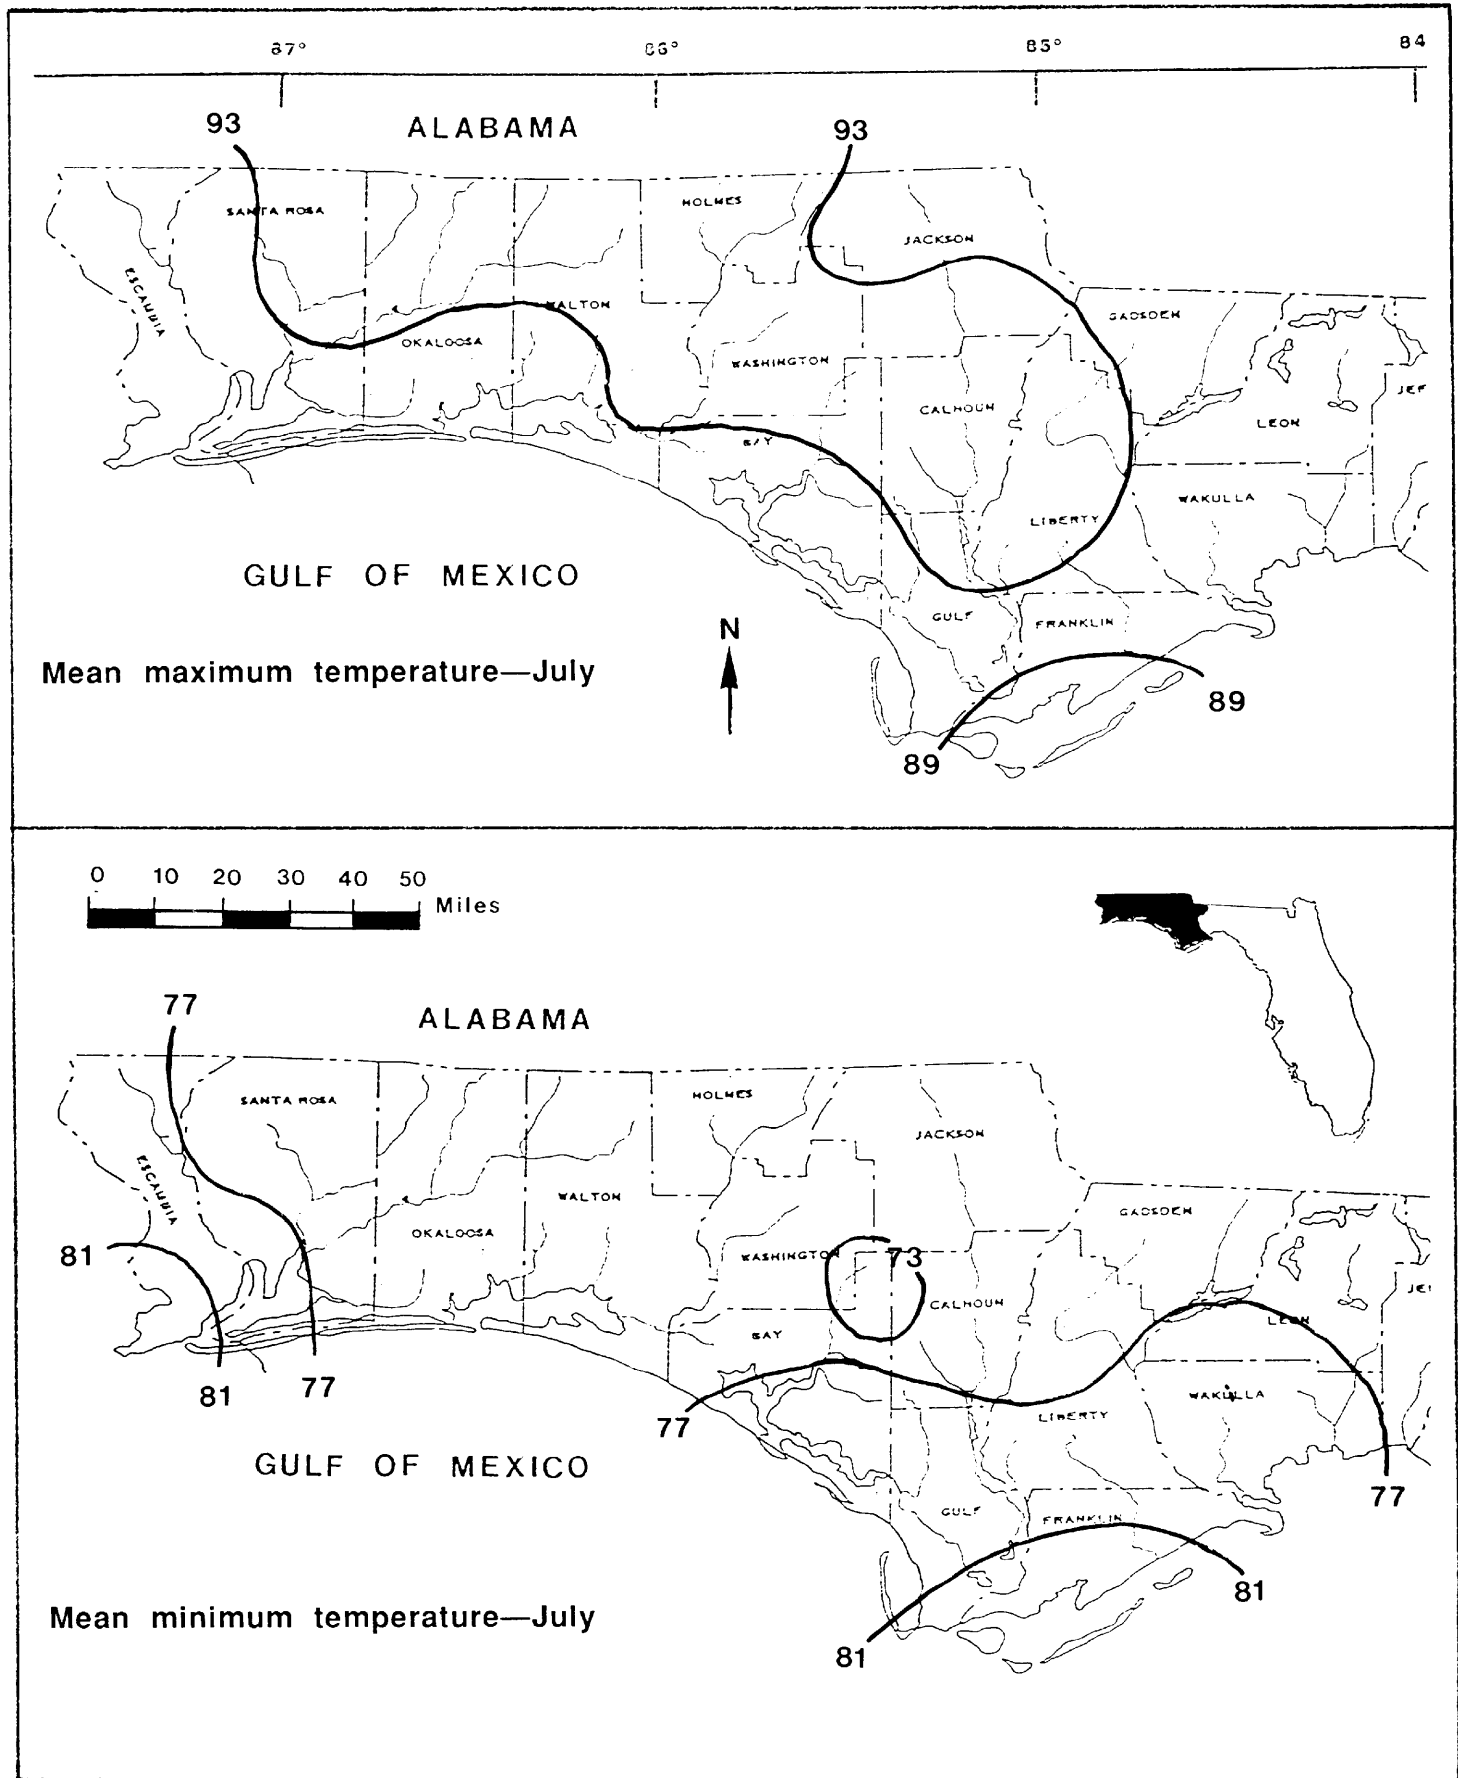 87° 86° 85° 84
93 ALABAMA 93
SANTA ROSA
HOLMES
JACKSON
ESCAMBIA
WALTON
GADSDEN
OKALOOSA
WASHINGTON
JEF
CALHOUN
LEON
BAY
WAKULLA
LIBERTY
GULF OF MEXICO
GULF
FRANKLIN
N
Mean maximum temperature—July
89
89
0 10 20 30 40 50
Miles
77
ALABAMA
SANTA ROSA
HOLMES
JACKSON
ESCAMBIA
WALTON
GADSDEN
OKALOOSA
81
WASHINGTON
73
JEF
CALHOUN
LEON
BAY
81
77
WAKULLA
77
LIBERTY
GULF OF MEXICO
77
GULF
FRANKLIN
81
Mean minimum temperature—July
81